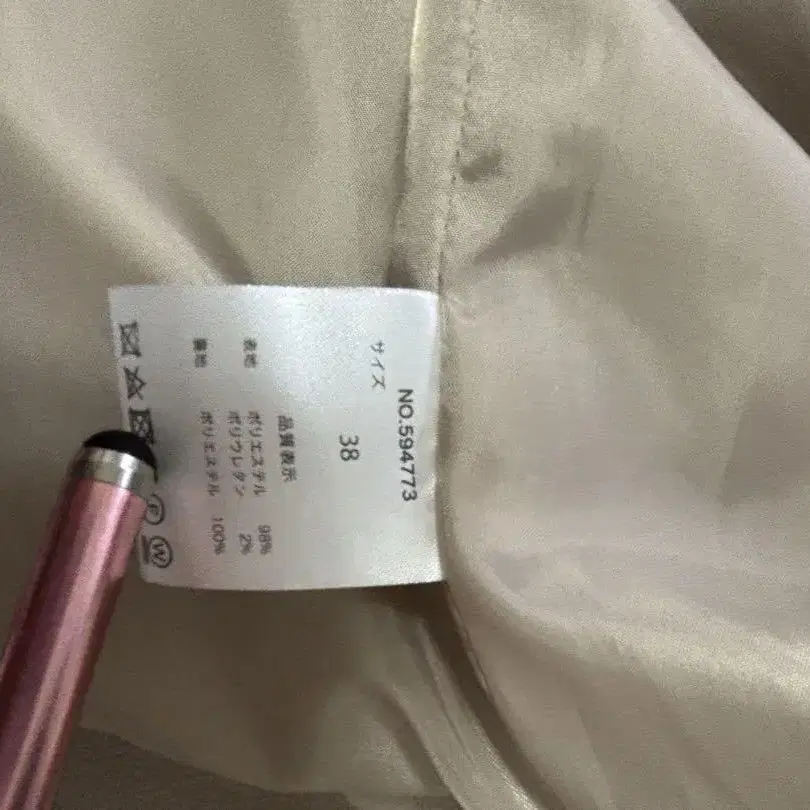 NO.594773
サイズ 38
品質表示
表地 ポリエステル 98%
ポリウレタン 2%
裏地 ポリエステル 100%
F W